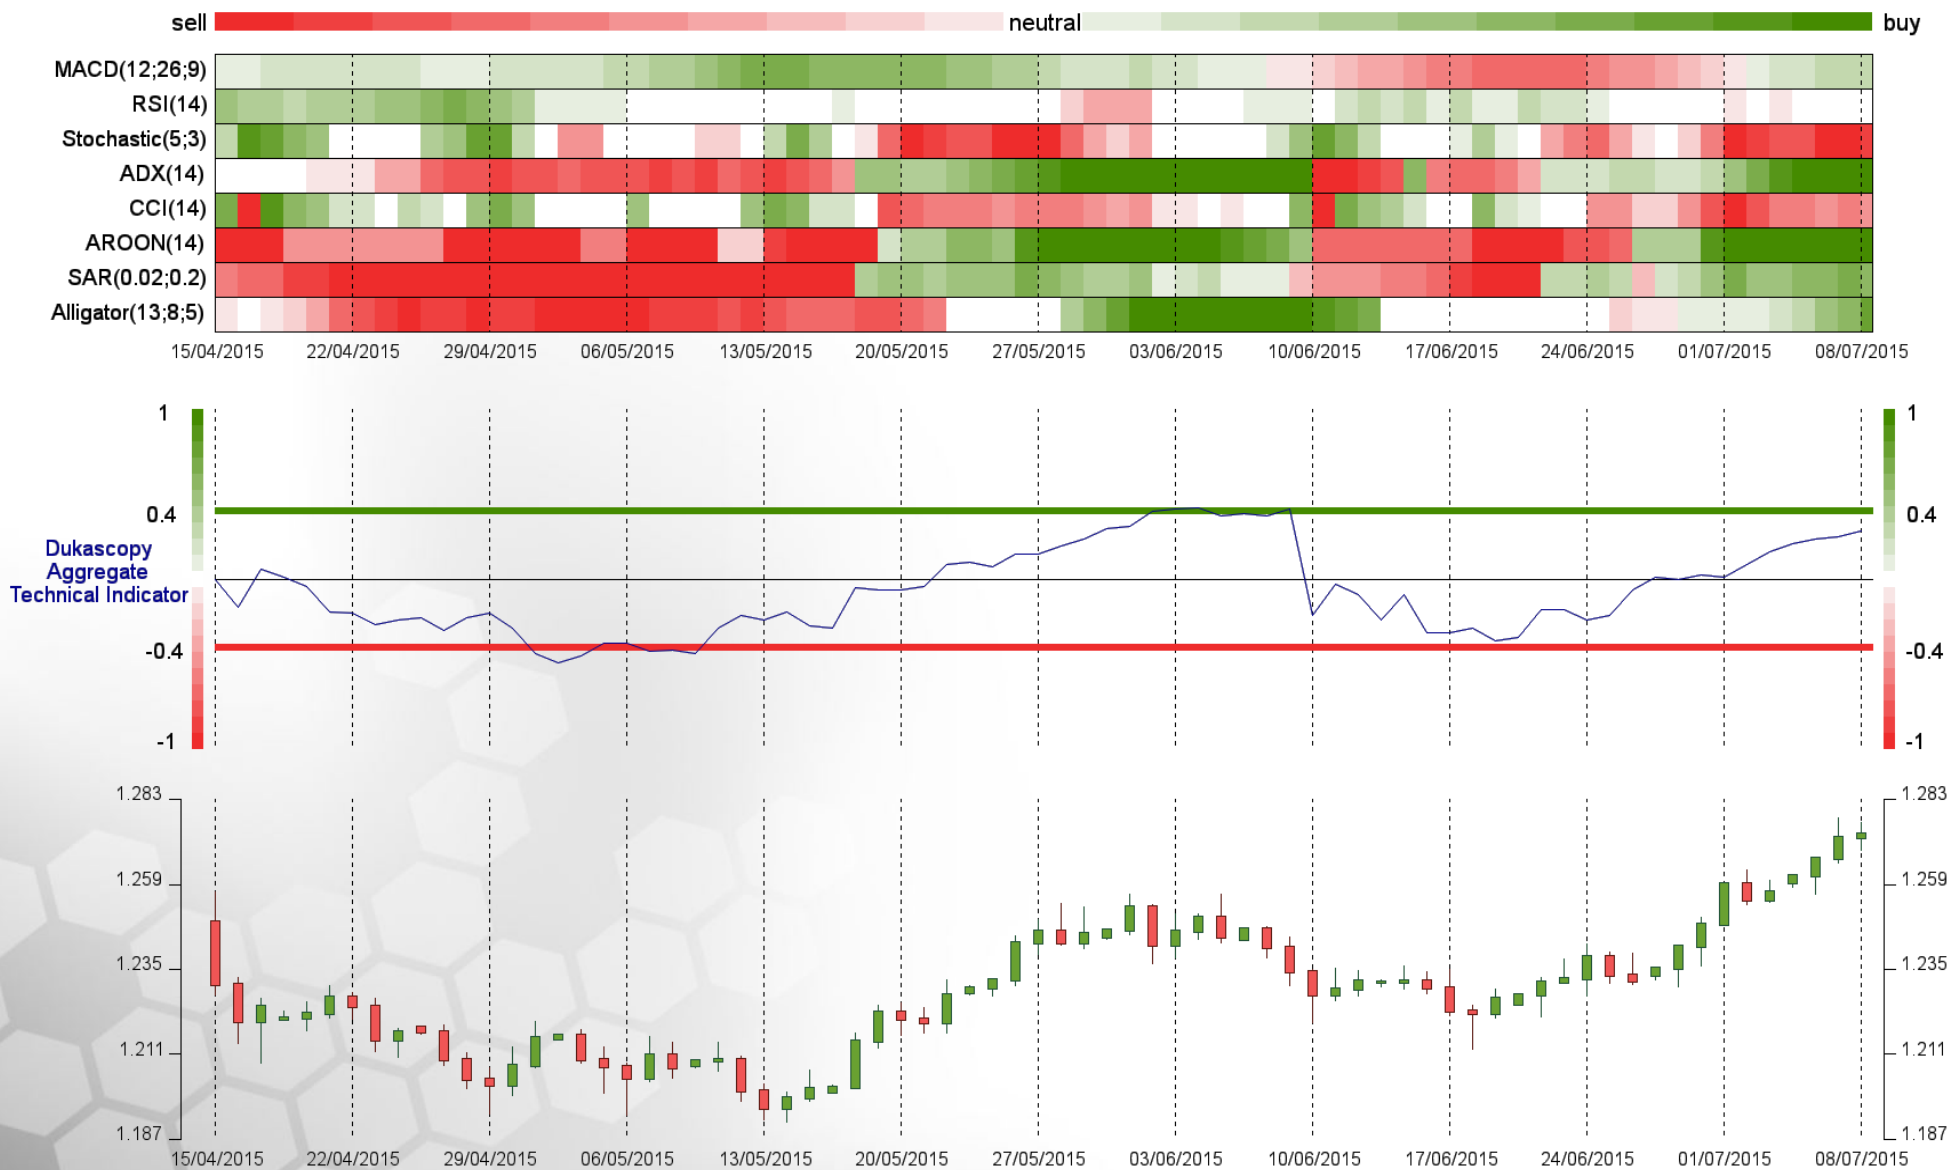 sell neutral buy
MACD(12;26;9)
RSI(14)
Stochastic(5;3)
ADX(14)
CCI(14)
AROON(14)
SAR(0.02;0.2)
Alligator(13;8;5)
15/04/2015 22/04/2015 29/04/2015 06/05/2015 13/05/2015 20/05/2015 27/05/2015 03/06/2015 10/06/2015 17/06/2015 24/06/2015 01/07/2015 08/07/2015
1 1
0.4 0.4
Dukascopy
Aggregate
Technical Indicator
-0.4 -0.4
-1 -1
1.283 1.283
1.259 1.259
1.235 1.235
1.211 1.211
1.187 1.187
15/04/2015 22/04/2015 29/04/2015 06/05/2015 13/05/2015 20/05/2015 27/05/2015 03/06/2015 10/06/2015 17/06/2015 24/06/2015 01/07/2015 08/07/2015